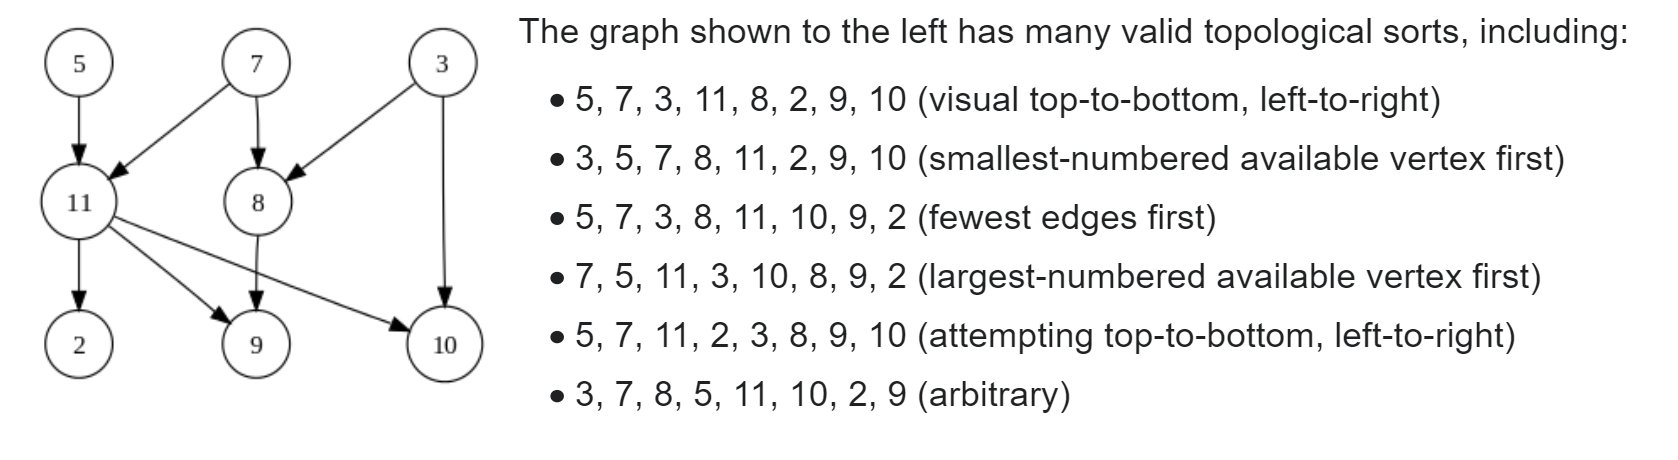 5 7 3
11 8
2 9 10
The graph shown to the left has many valid topological sorts, including:
• 5, 7, 3, 11, 8, 2, 9, 10 (visual top-to-bottom, left-to-right)
• 3, 5, 7, 8, 11, 2, 9, 10 (smallest-numbered available vertex first)
• 5, 7, 3, 8, 11, 10, 9, 2 (fewest edges first)
• 7, 5, 11, 3, 10, 8, 9, 2 (largest-numbered available vertex first)
• 5, 7, 11, 2, 3, 8, 9, 10 (attempting top-to-bottom, left-to-right)
• 3, 7, 8, 5, 11, 10, 2, 9 (arbitrary)